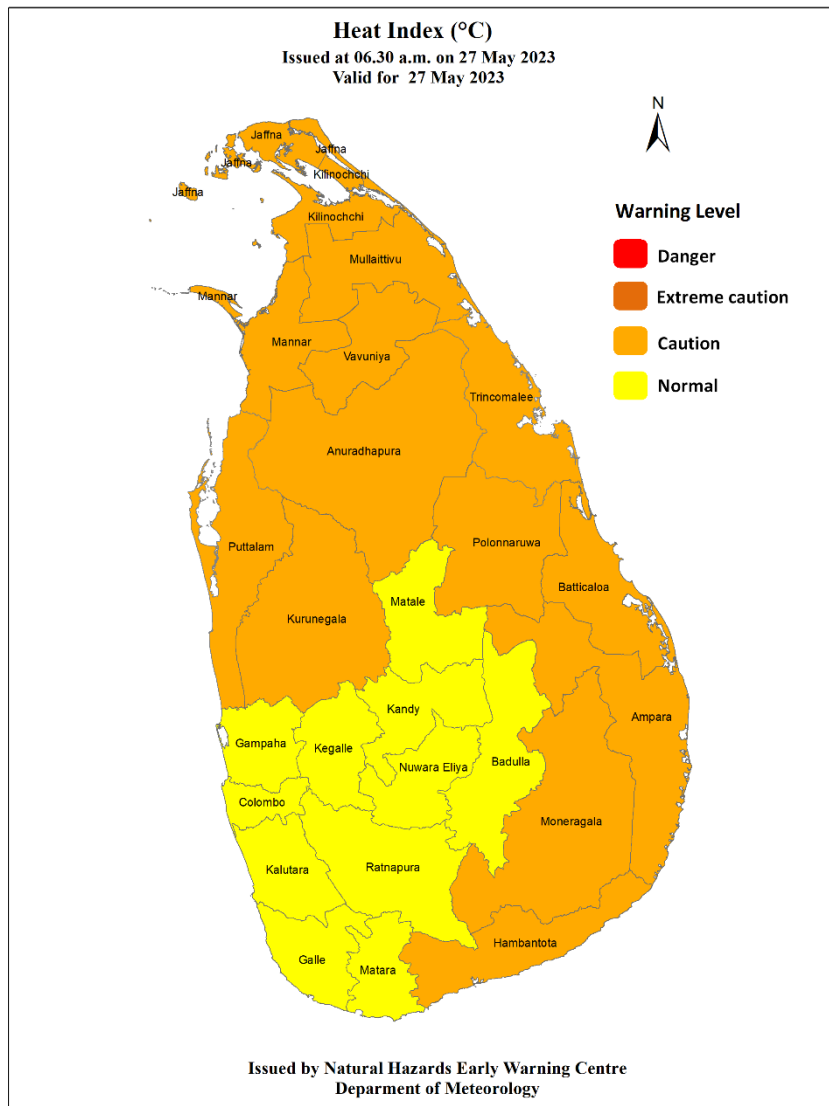 Heat Index (°C)
Issued at 06.30 a.m. on 27 May 2023
Valid for 27 May 2023
N
Jaffna
Jaffna
Jaffna
Kilinochchi
Jaffna
Kilinochchi
Mullaittivu
Mannar
Mannar
Vavuniya
Trincomalee
Anuradhapura
Puttalam
Polonnaruwa
Batticaloa
Matale
Kurunegala
Kandy
Ampara
Gampaha
Kegalle
Nuwara Eliya
Badulla
Colombo
Moneragala
Kalutara
Ratnapura
Hambantota
Galle
Matara
Warning Level
Danger
Extreme caution
Caution
Normal
Issued by Natural Hazards Early Warning Centre
Deparment of Meteorology